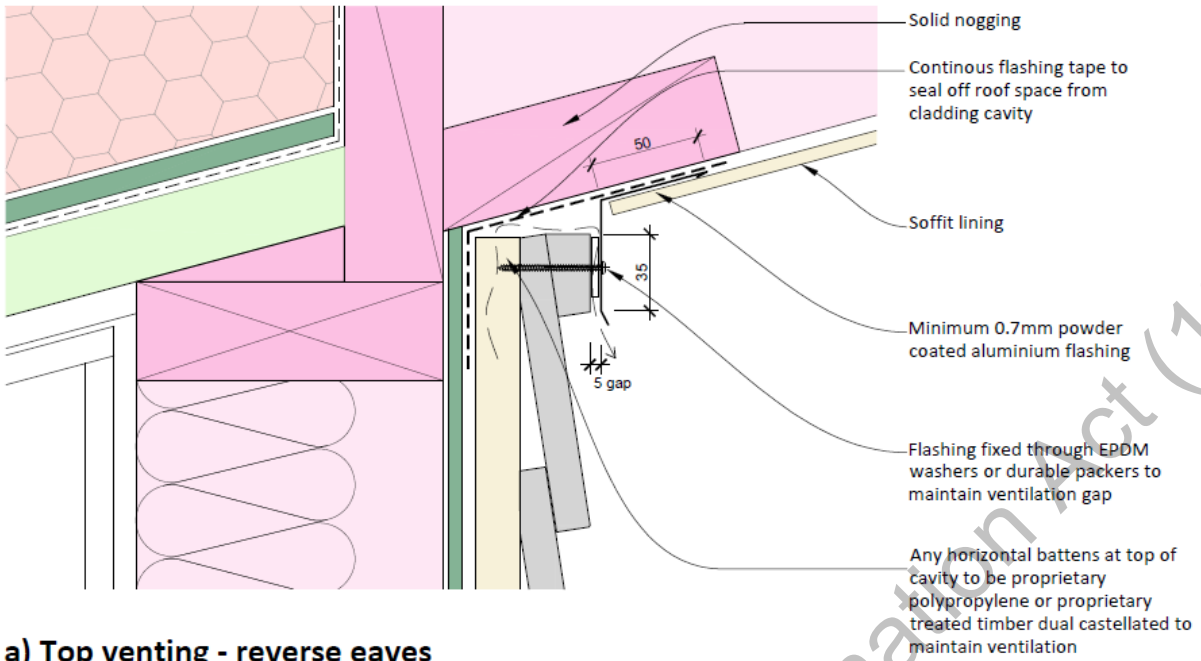 Solid nogging
Continous flashing tape to
seal off roof space from
cladding cavity
50
Soffit lining
35
Minimum 0.7mm powder
coated aluminium flashing
5 gap
Flashing fixed through EPDM
washers or durable packers to
maintain ventilation gap
Any horizontal battens at top of
cavity to be proprietary
polypropylene or proprietary
treated timber dual castellated to
maintain ventilation
a) Top venting - reverse eaves
Act (1